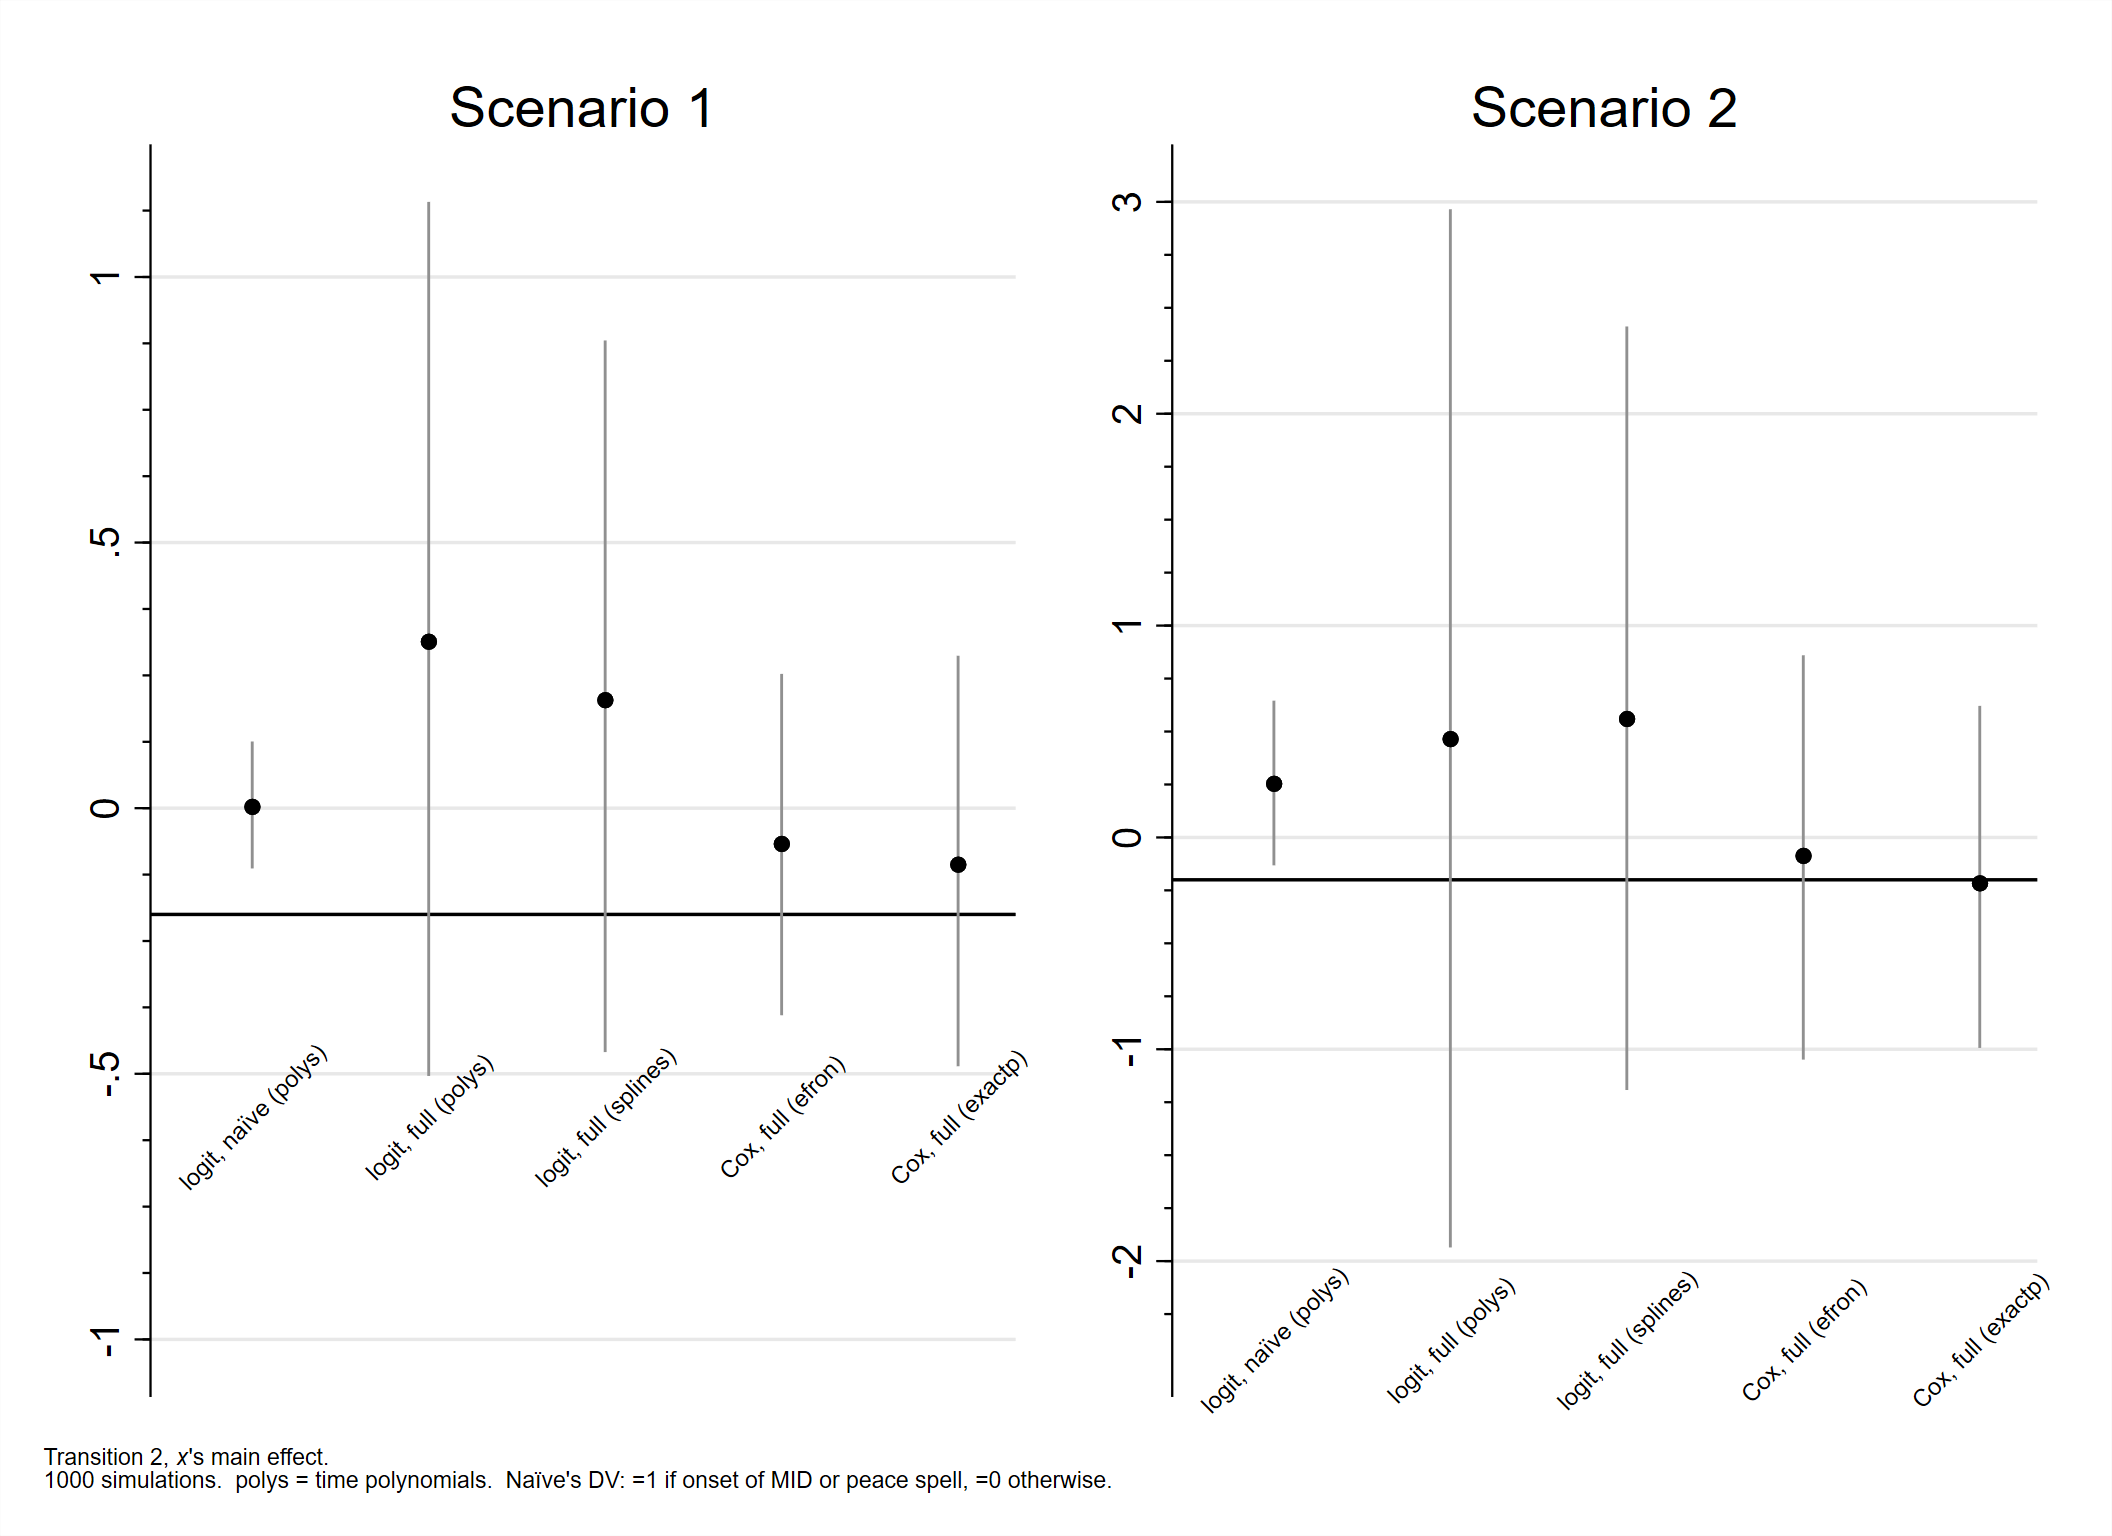 Scenario 1
1
.5
0
-.5
-1
logit, naïve (polys)
logit, full (polys)
logit, full (splines)
Cox, full (efron)
Cox, full (exactp)
Scenario 2
3
2
1
0
-1
-2
logit, naïve (polys)
logit, full (polys)
logit, full (splines)
Cox, full (efron)
Cox, full (exactp)
Transition 2, x's main effect.
1000 simulations.  polys = time polynomials.  Naïve's DV: =1 if onset of MID or peace spell, =0 otherwise.